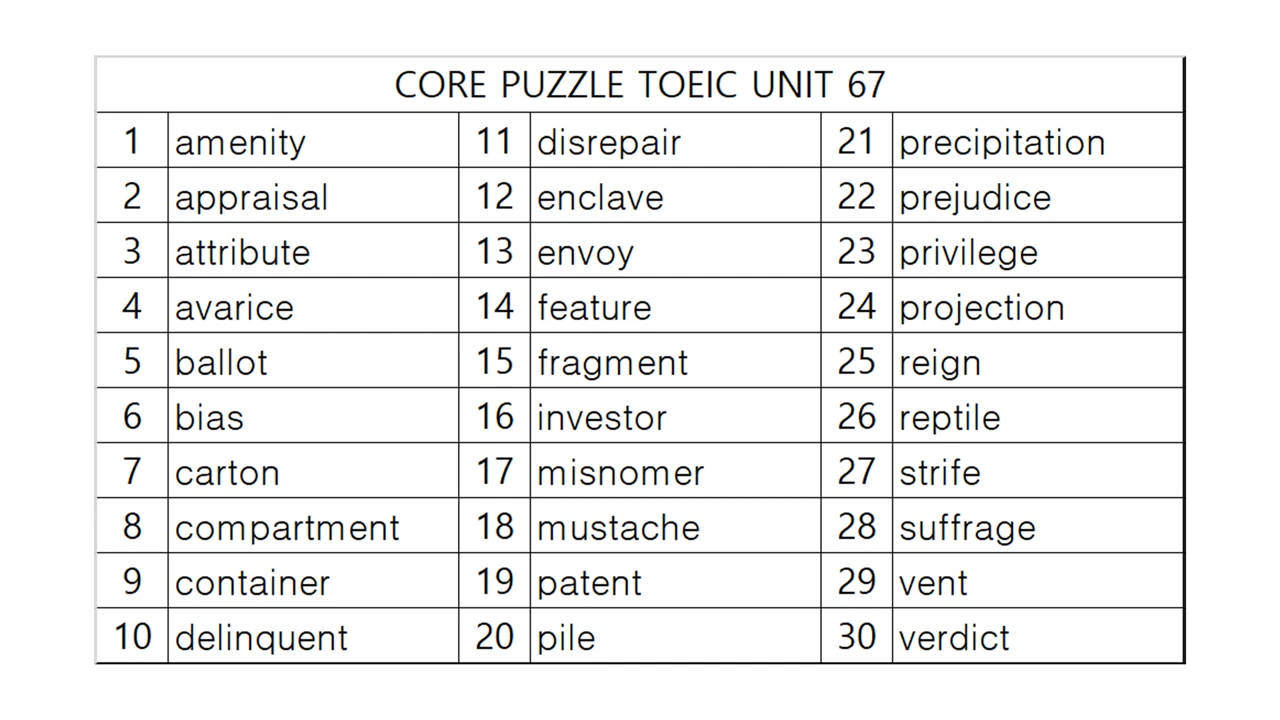 CORE PUZZLE TOEIC UNIT 67
1 amenity 11 disrepair 21 precipitation
2 appraisal 12 enclave 22 prejudice
3 attribute 13 envoy 23 privilege
4 avarice 14 feature 24 projection
5 ballot 15 fragment 25 reign
6 bias 16 investor 26 reptile
7 carton 17 misnomer 27 strife
8 compartment 18 mustache 28 suffrage
9 container 19 patent 29 vent
10 delinquent 20 pile 30 verdict